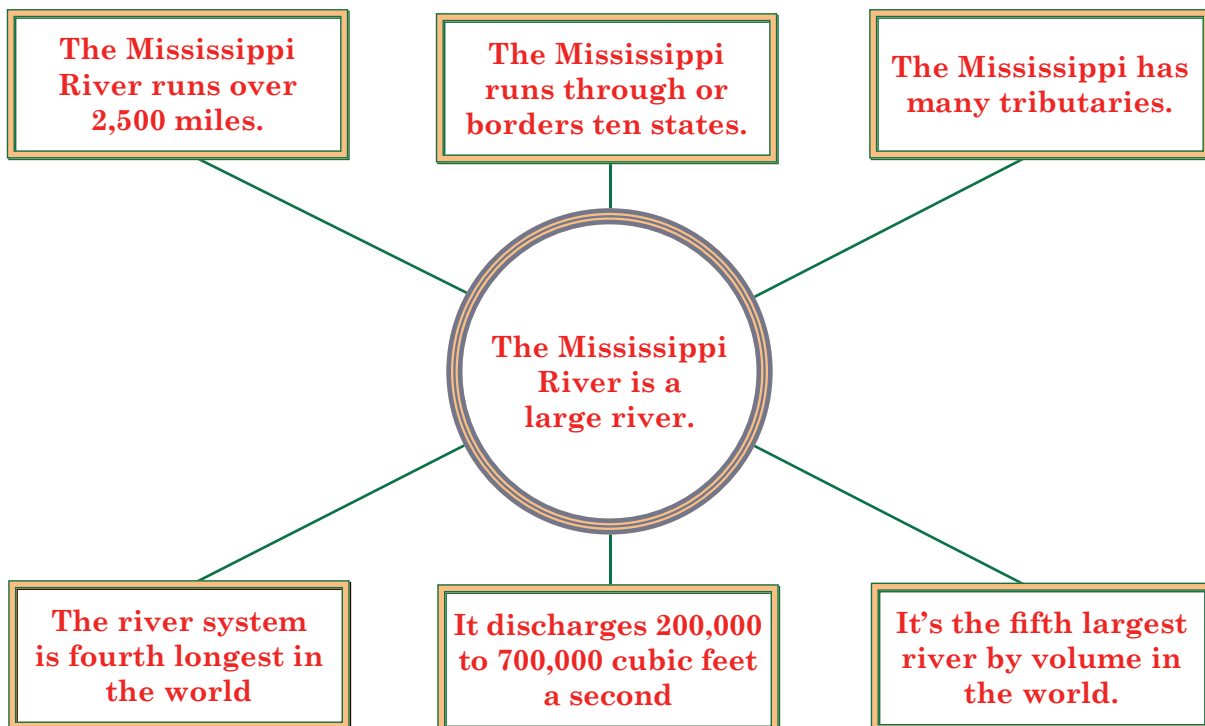 The Mississippi
River runs over
2,500 miles.
The Mississippi
runs through or
borders ten states.
The Mississippi has
many tributaries.
The Mississippi
River is a
large river.
The river system
is fourth longest in
the world
It discharges 200,000
to 700,000 cubic feet
a second
It's the fifth largest
river by volume in
the world.